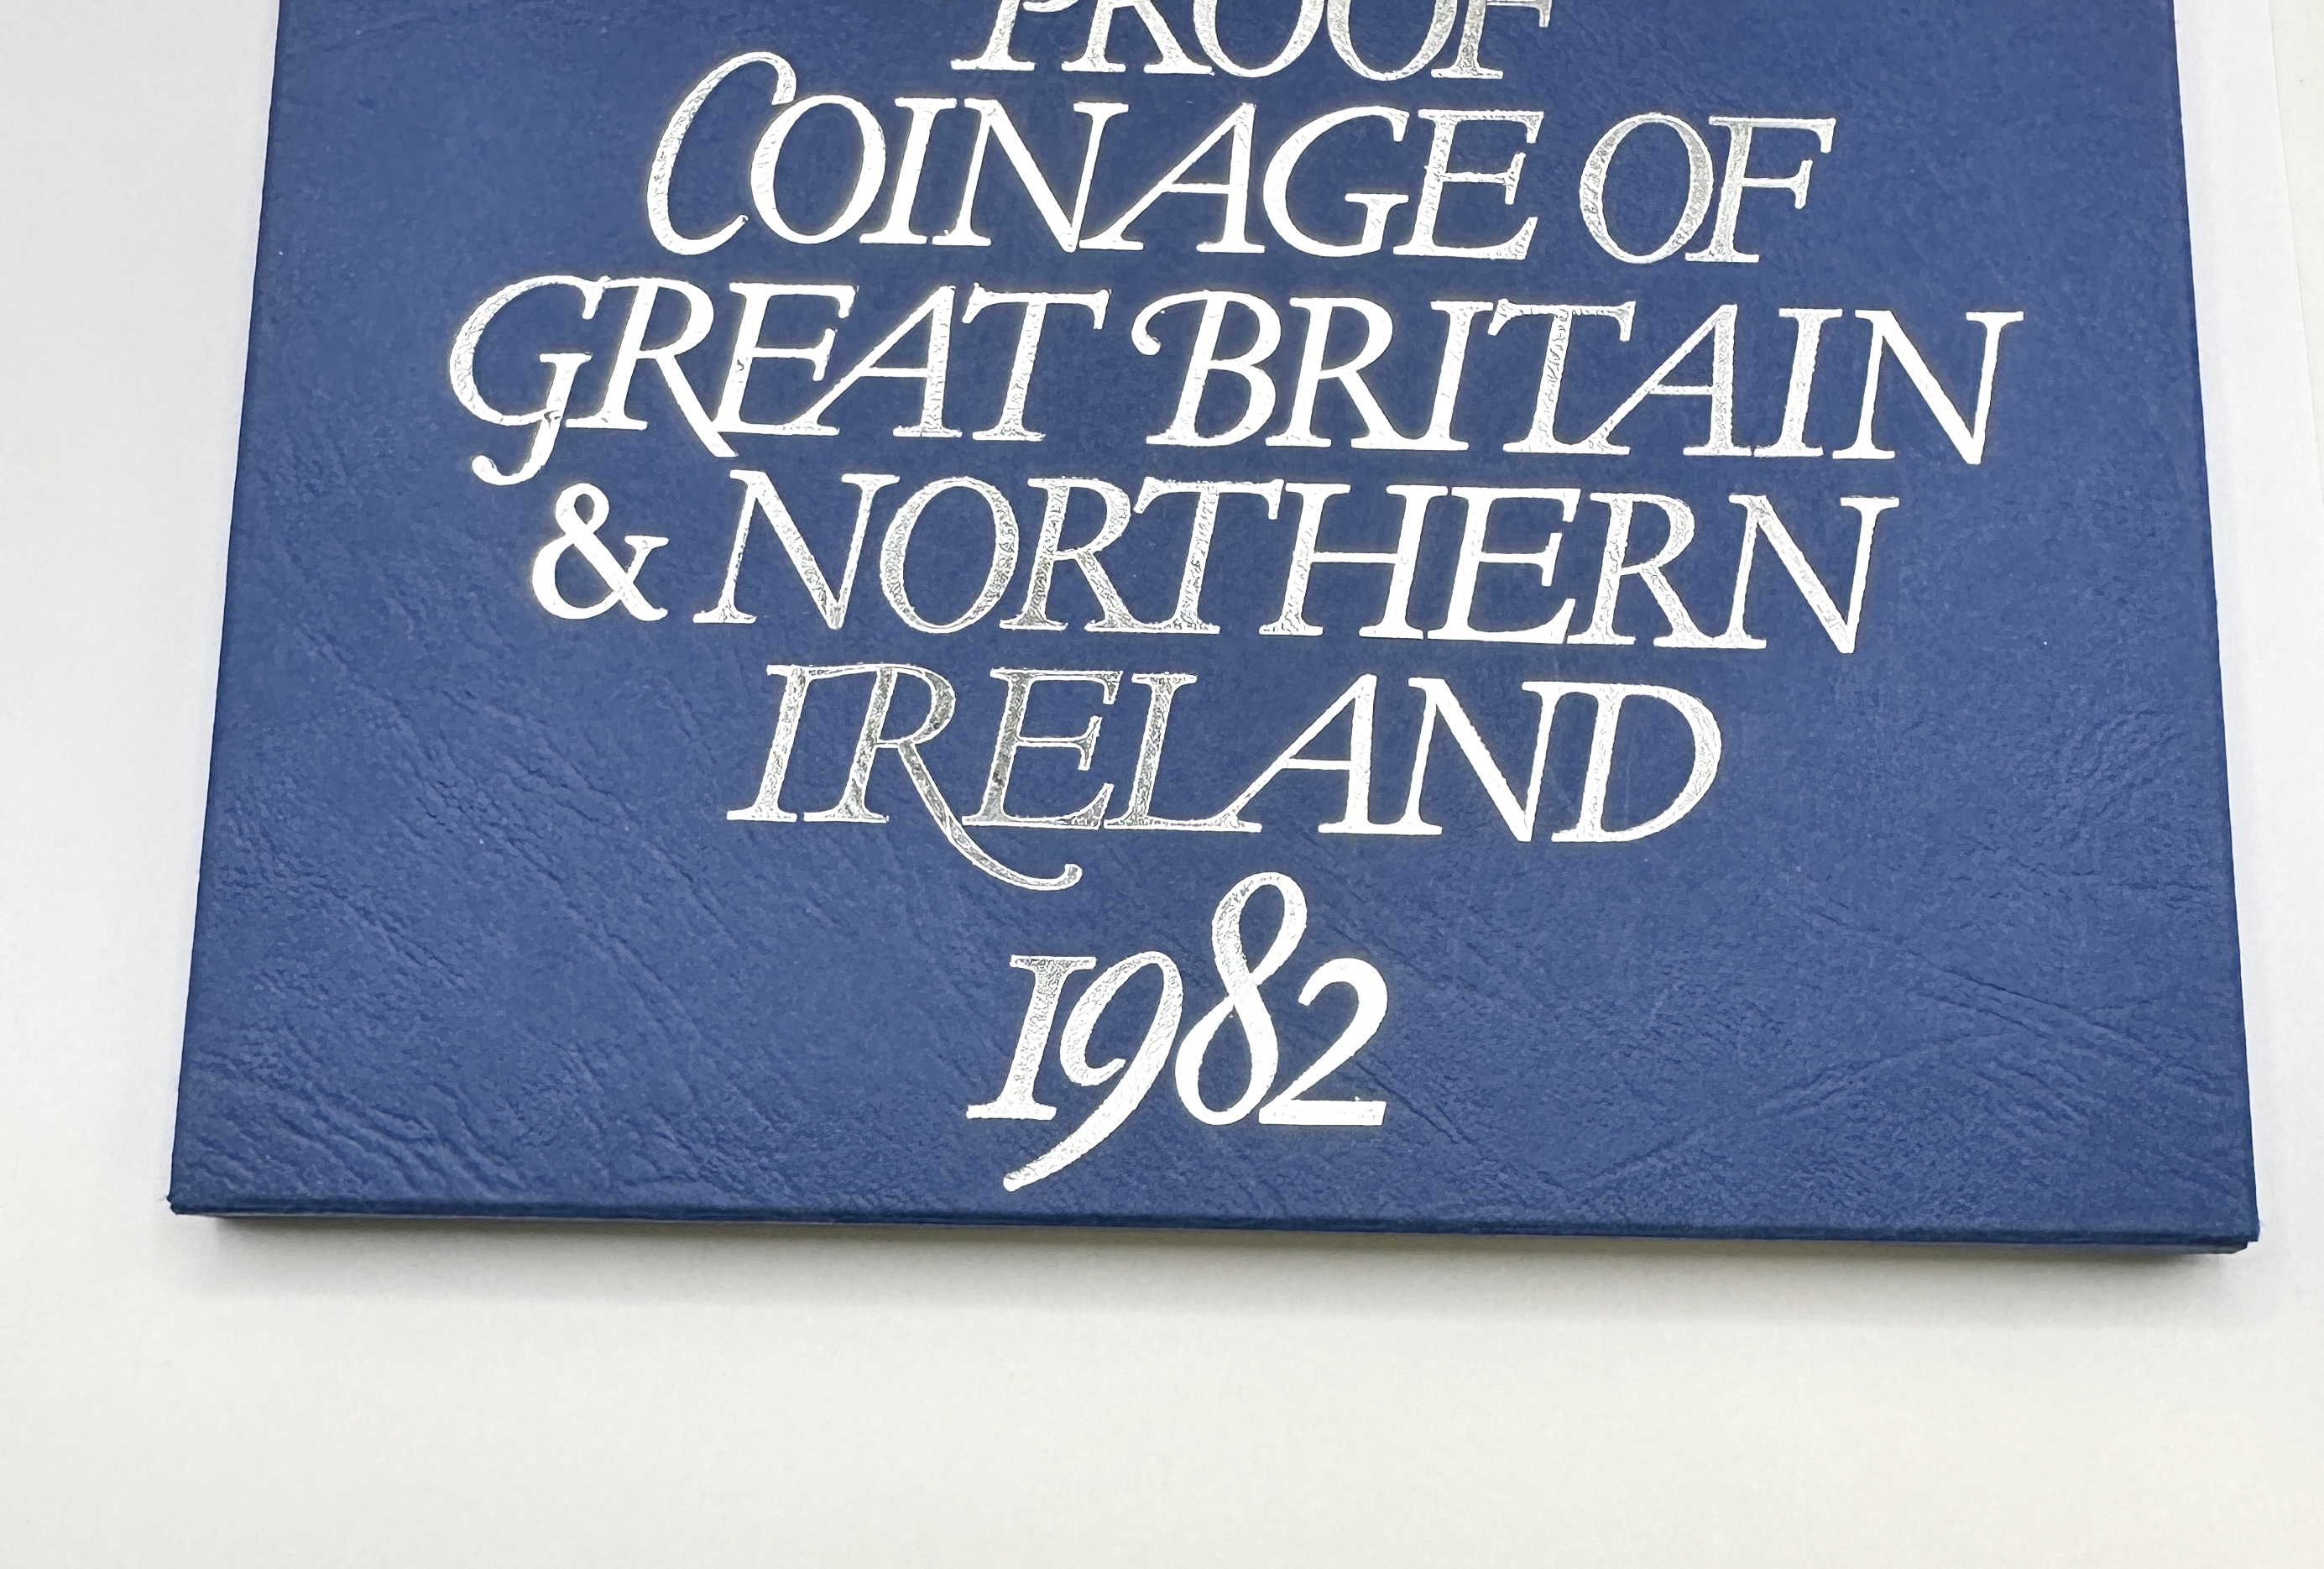 PROOF
COINAGE OF
GREAT BRITAIN
& NORTHERN
IRELAND
1982